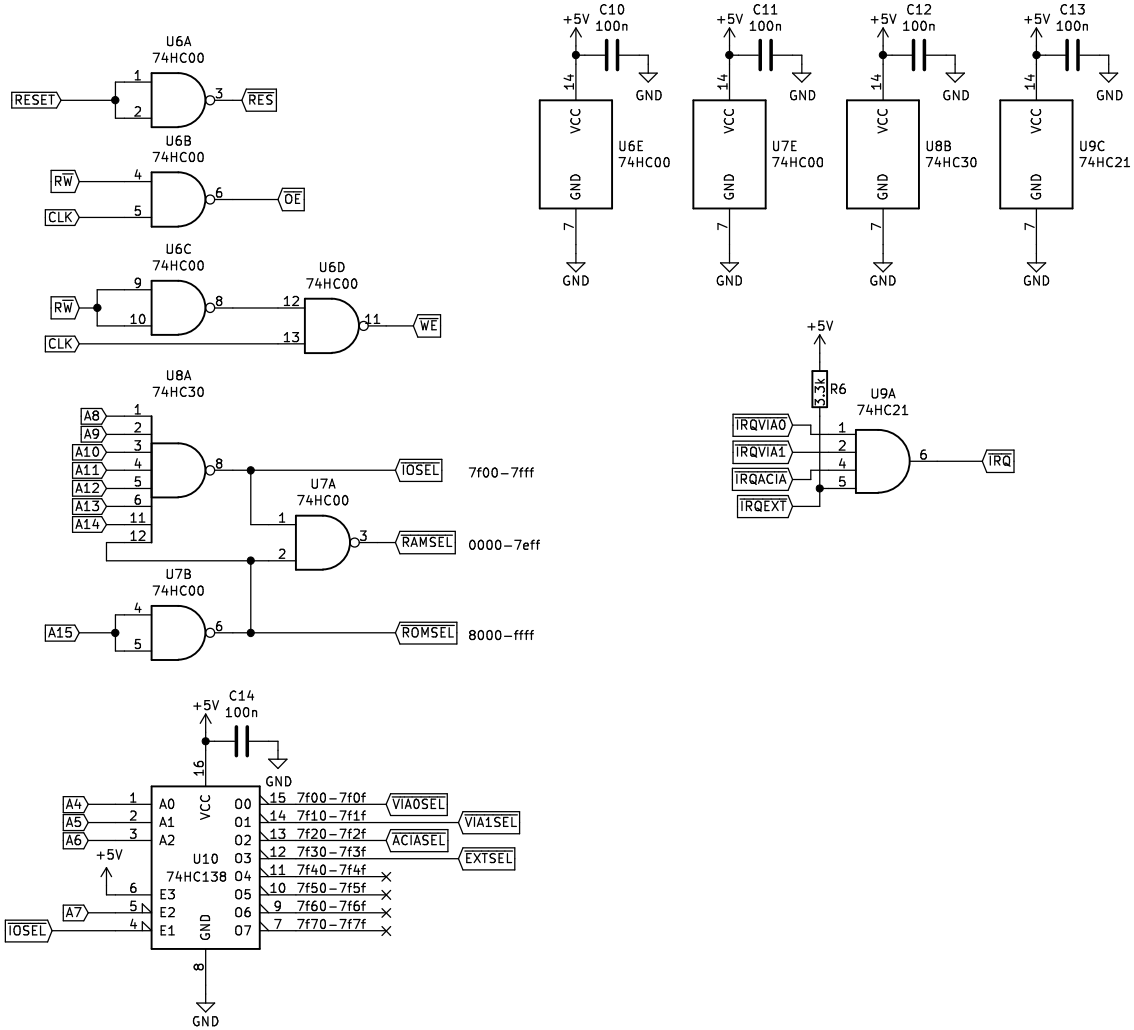 U6A
74HC00
1
2
3
RESET
RES
U6B
74HC00
RW
4
6
OE
CLK
5
U6C
74HC00
9
8
RW
10
U6D
74HC00
12
11
WE
13
CLK
U8A
74HC30
A8 1
A9 2
A10 3
A11 4
A12 5
A13 6
A14 11
12
8
IOSEL 7f00-7fff
U7A
74HC00
1
2
3
RAMSEL 0000-7eff
U7B
74HC00
4
A15
5
6
ROMSEL 8000-ffff
+5V
C14
100n
GND
16
VCC
A4 1 A0
A5 2 A1
A6 3 A2
+5V
6 E3
A7 5 E2
IOSEL 4 E1
U10
74HC138
GND
8
GND
O0 15 7f00-7f0f VIA0SEL
O1 14 7f10-7f1f VIA1SEL
O2 13 7f20-7f2f ACIASEL
O3 12 7f30-7f3f EXTSEL
O4 11 7f40-7f4f
O5 10 7f50-7f5f
O6 9 7f60-7f6f
O7 7 7f70-7f7f
+5V
C10
100n
GND
14
VCC
GND
7
GND
U6E
74HC00
+5V
C11
100n
GND
14
VCC
GND
7
GND
U7E
74HC00
+5V
C12
100n
GND
14
VCC
GND
7
GND
U8B
74HC30
+5V
C13
100n
GND
14
VCC
GND
7
GND
U9C
74HC21
+5V
3.3k
R6
U9A
74HC21
IRQVIA0 1
IRQVIA1 2
IRQACIA 4
IRQEXT 5
6
IRQ